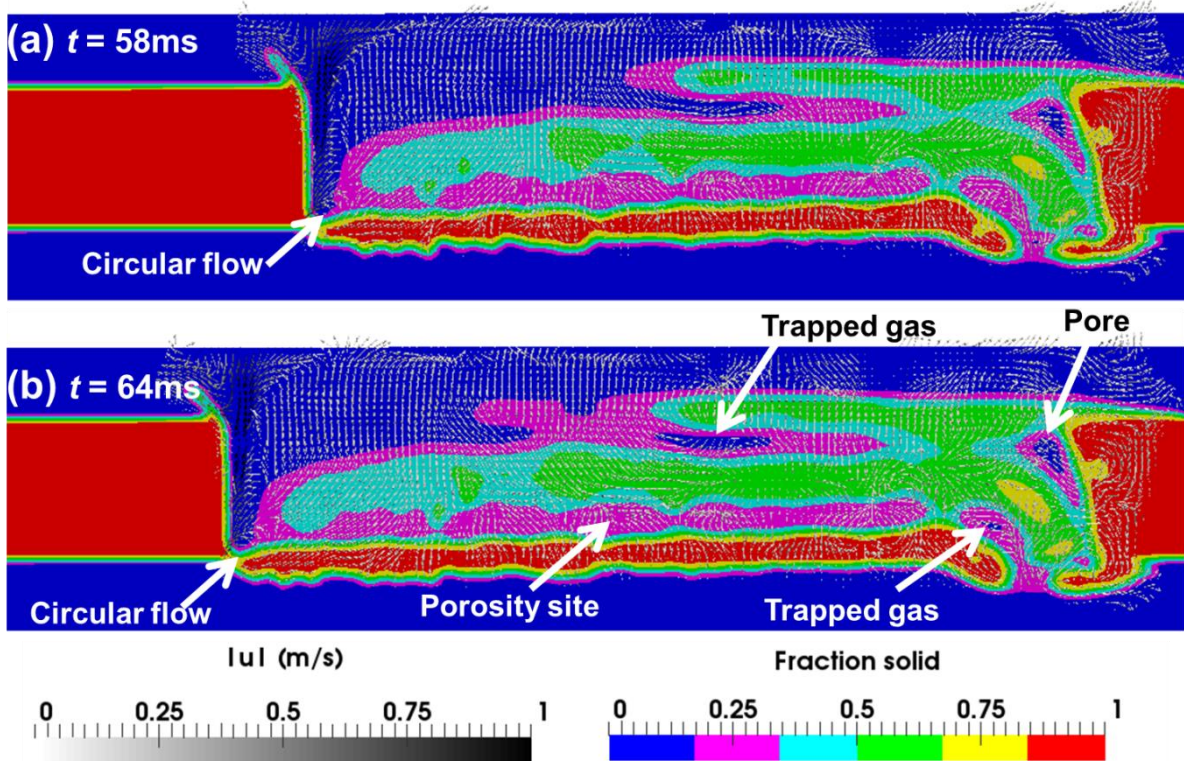 (a) t = 58ms
Circular flow
Trapped gas
Pore
(b) t = 64ms
Circular flow
Porosity site
Trapped gas
|u| (m/s)
Fraction solid
0 0.25 0.5 0.75 1
0 0.25 0.5 0.75 1